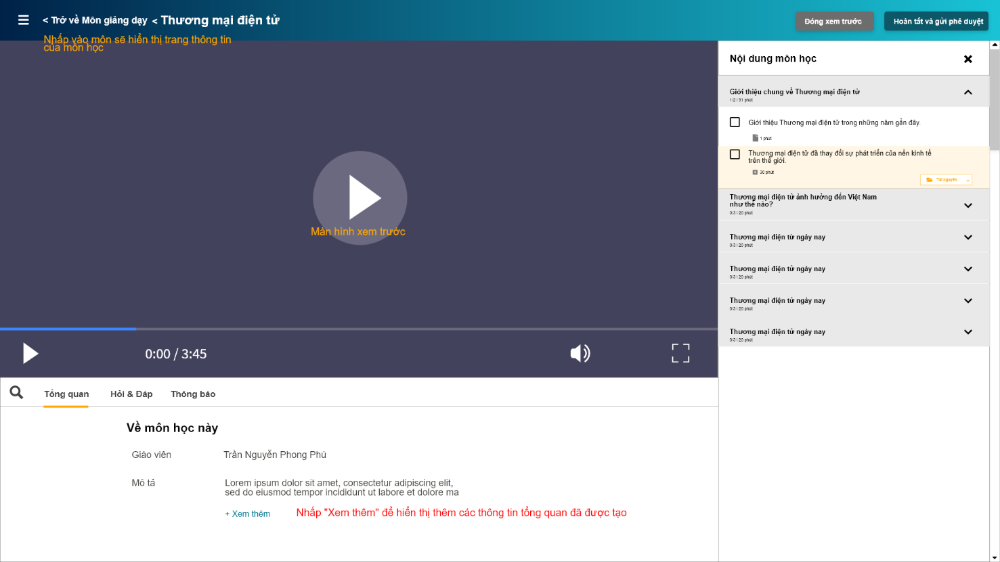 < Trở về Môn giảng dạy < Thương mại điện tử
Đóng xem trước
Hoàn tất và gửi phê duyệt
Nhấp vào môn sẽ hiển thị trang thông tin
của môn học
Màn hình xem trước
0:00 / 3:45
Nội dung môn học
Giới thiệu chung về Thương mại điện tử
1/2 | 31 phút
Giới thiệu Thương mại điện tử trong những năm gần đây.
1 phút
Thương mại điện tử đã thay đổi sự phát triển của nền kinh tế
trên thế giới.
30 phút
Tài nguyên
Thương mại điện tử ảnh hưởng đến Việt Nam
như thế nào?
0/3 | 20 phút
Thương mại điện từ ngày nay
0/3 | 20 phút
Thương mại điện tử ngày nay
0/3 | 20 phút
Thương mại điện tử ngày nay
0/3 | 20 phút
Thương mại điện tử ngày nay
0/3 | 20 phút
Tổng quan
Hỏi & Đáp
Thông báo
Về môn học này
Giáo viên
Trần Nguyễn Phong Phú
Mô tả
Lorem ipsum dolor sit amet, consectetur adipiscing elit,
sed do eiusmod tempor incididunt ut labore et dolore ma
+ Xem thêm
Nhấp "Xem thêm" để hiển thị thêm các thông tin tổng quan đã được tạo